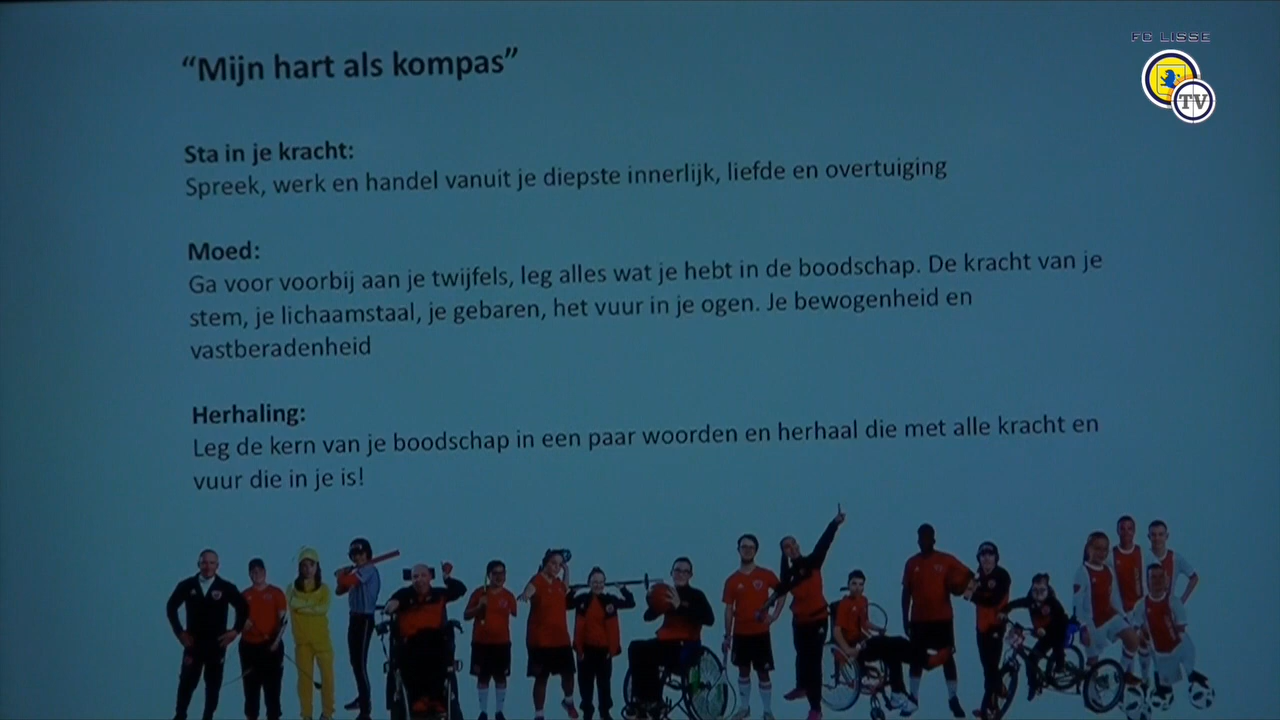 FC LISSE
TV
“Mijn hart als kompas”
Sta in je kracht:
Spreek, werk en handel vanuit je diepste innerlijk, liefde en overtuiging
Moed:
Ga voor voorbij aan je twijfels, leg alles wat je hebt in de boodschap. De kracht van je
stem, je lichaamstaal, je gebaren, het vuur in je ogen. Je bewogenheid en
vastberadenheid
Herhaling:
Leg de kern van je boodschap in een paar woorden en herhaal die met alle kracht en
vuur die in je is!